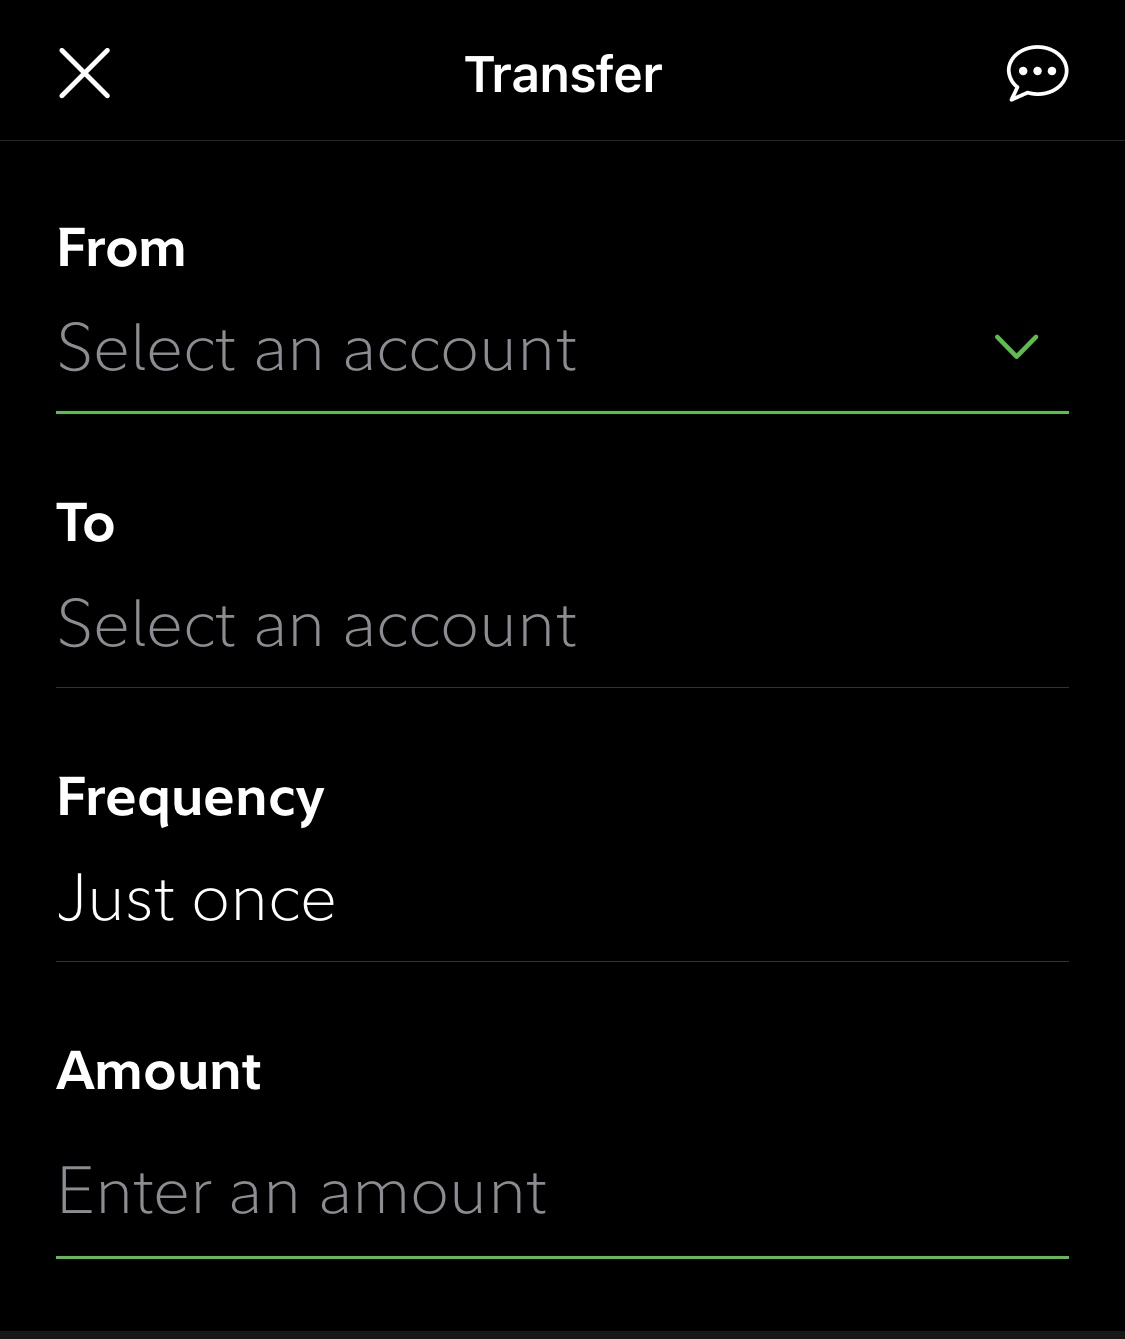 Transfer
From
Select an account
To
Select an account
Frequency
Just once
Amount
Enter an amount